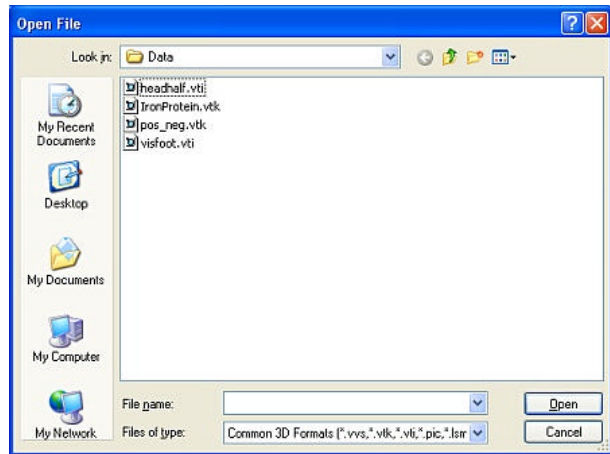 Open File
Look in: Data
headhalf.vti
IronProtein.vtk
pos_neg.vtk
visfoot.vti
My Recent
Documents
Desktop
My Documents
My Computer
My Network
File name:
Open
Files of type: Common 3D Formats (*.vvs,*.vtk,*.vti,*.pic,*.lsm
Cancel